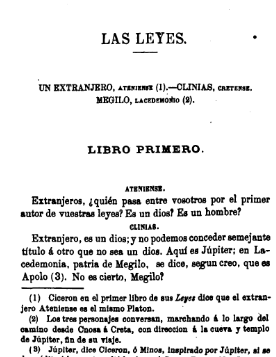 LAS LEYES.
UN EXTRANJERO, ATENIENSE (1).—CLINIAS, CRETENSE.
MEGILO, LACEDEMONIO (2).
LIBRO PRIMERO.
ATENIENSE.
Extranjeros, ¿quién pasa entre vosotros por el primer
autor de vuestras leyes? Es un dios? Es un hombre?
CLINIAS.
Extranjero, es un dios; y no podemos conceder semejante
título á otro que no sea un dios. Aquí es Júpiter; en La-
cedemonia, patria de Megilo, se dice, segun creo, que es
Apolo (3). No es cierto, Megilo?
(1) Ciceron en el primer libro de sus Leyes dice que el extran-
jero Ateniense es el mismo Platon.
(2) Los tres personajes conversan, marchando á lo largo del
camino desde Cnosa á Creta, con direccion á la cueva y templo
de Júpiter, fin de su viaje.
(3) Júpiter, dice Ciceron, ó Minos, inspirado por Júpiter, si se